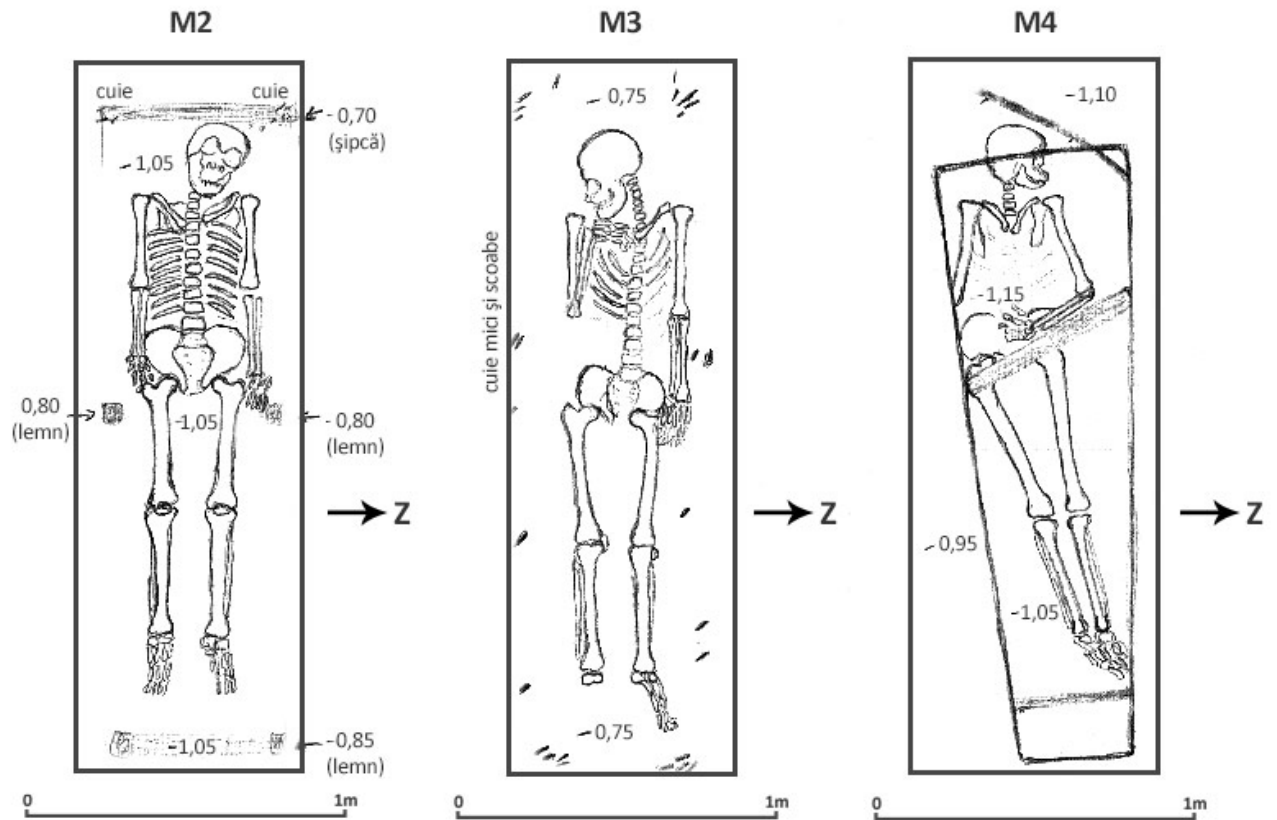 M2
cuie cuie
-0,70
(şipcă)
-1,05
0,80
(lemn)
-1,05
-0,80
(lemn)
Z
-1,05
-0,85
(lemn)
0 1m
M3
-0,75
cuie mici şi scoabe
Z
-0,75
0 1m
M4
-1,10
-1,15
Z
-0,95
-1,05
0 1m